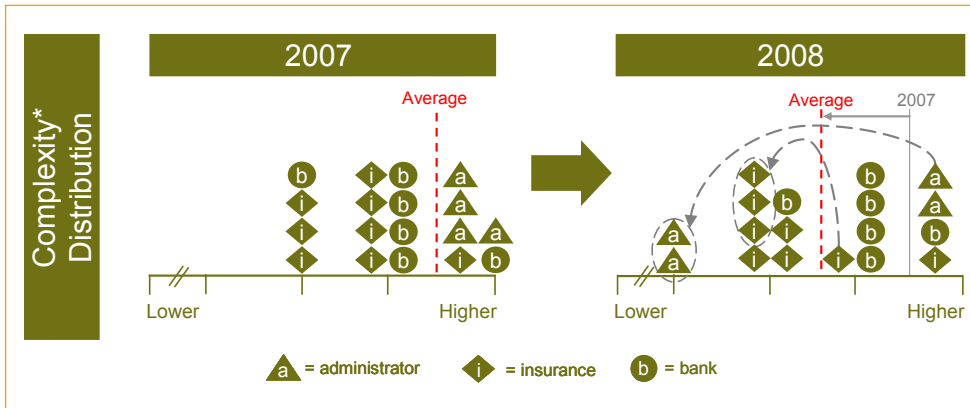 Complexity*
Distribution
2007
Average
b i b a
i i b a
i i b a a
i i b i b
Lower Higher
2008
Average 2007
i b a
i b b a
a i i b b
a i i i b i
Lower Higher
a = administrator i = insurance b = bank